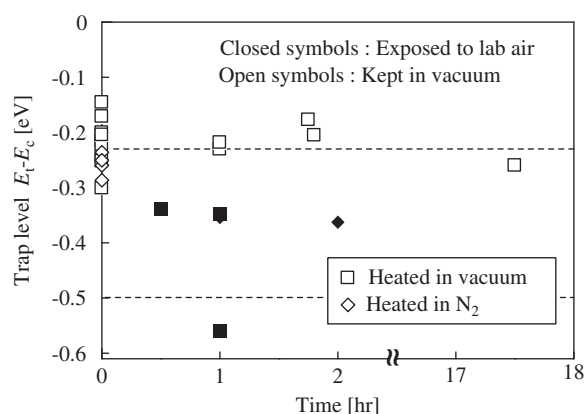 0
-0.1
-0.2
-0.3
-0.4
-0.5
-0.6
Trap level E_t-E_c [eV]
Closed symbols : Exposed to lab air
Open symbols : Kept in vacuum
Heated in vacuum
Heated in N₂
0
1
2
17
18
Time [hr]